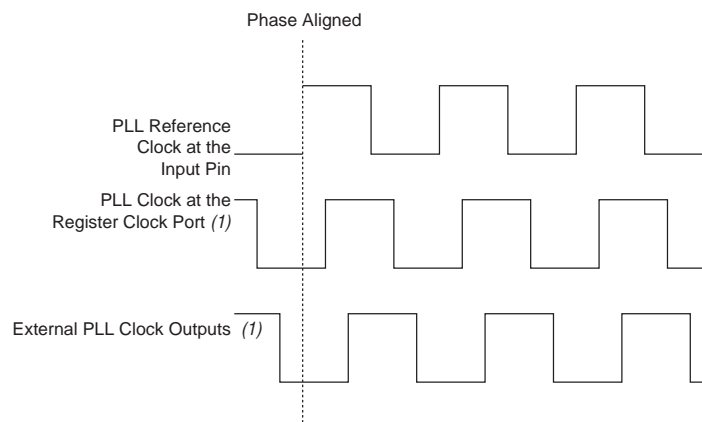 Phase Aligned
PLL Reference
Clock at the
Input Pin
PLL Clock at the
Register Clock Port (1)
External PLL Clock Outputs (1)